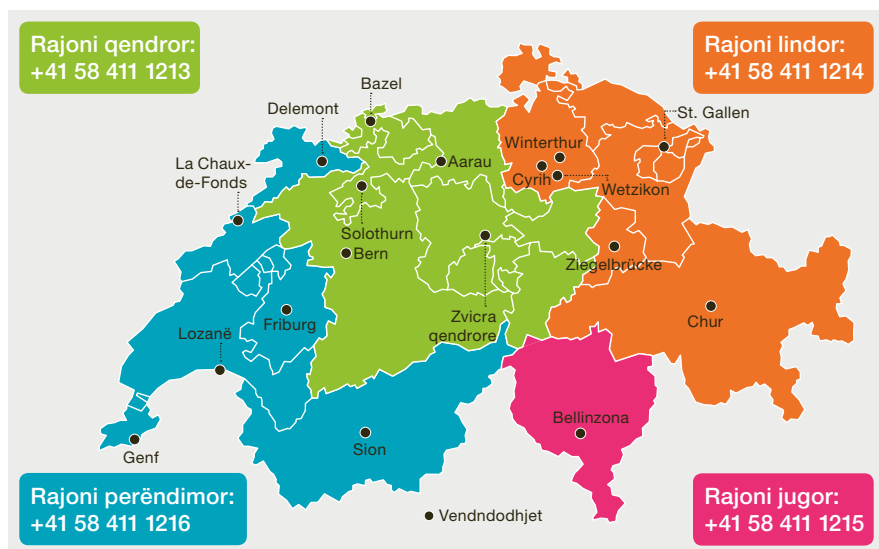 Rajoni qendror:
+41 58 411 1213
Rajoni lindor:
+41 58 411 1214
Bazel
Delemont
St. Gallen
La Chaux-
de-Fonds
Winterthur
Aarau
Cyrih
Wetzikon
Solothurn
Bern
Ziegelbrücke
Lozanë
Friburg
Zvicra
qendrore
Chur
Bellinzona
Genf
Sion
Rajoni perëndimor:
+41 58 411 1216
Vendndodhjet
Rajoni jugor:
+41 58 411 1215